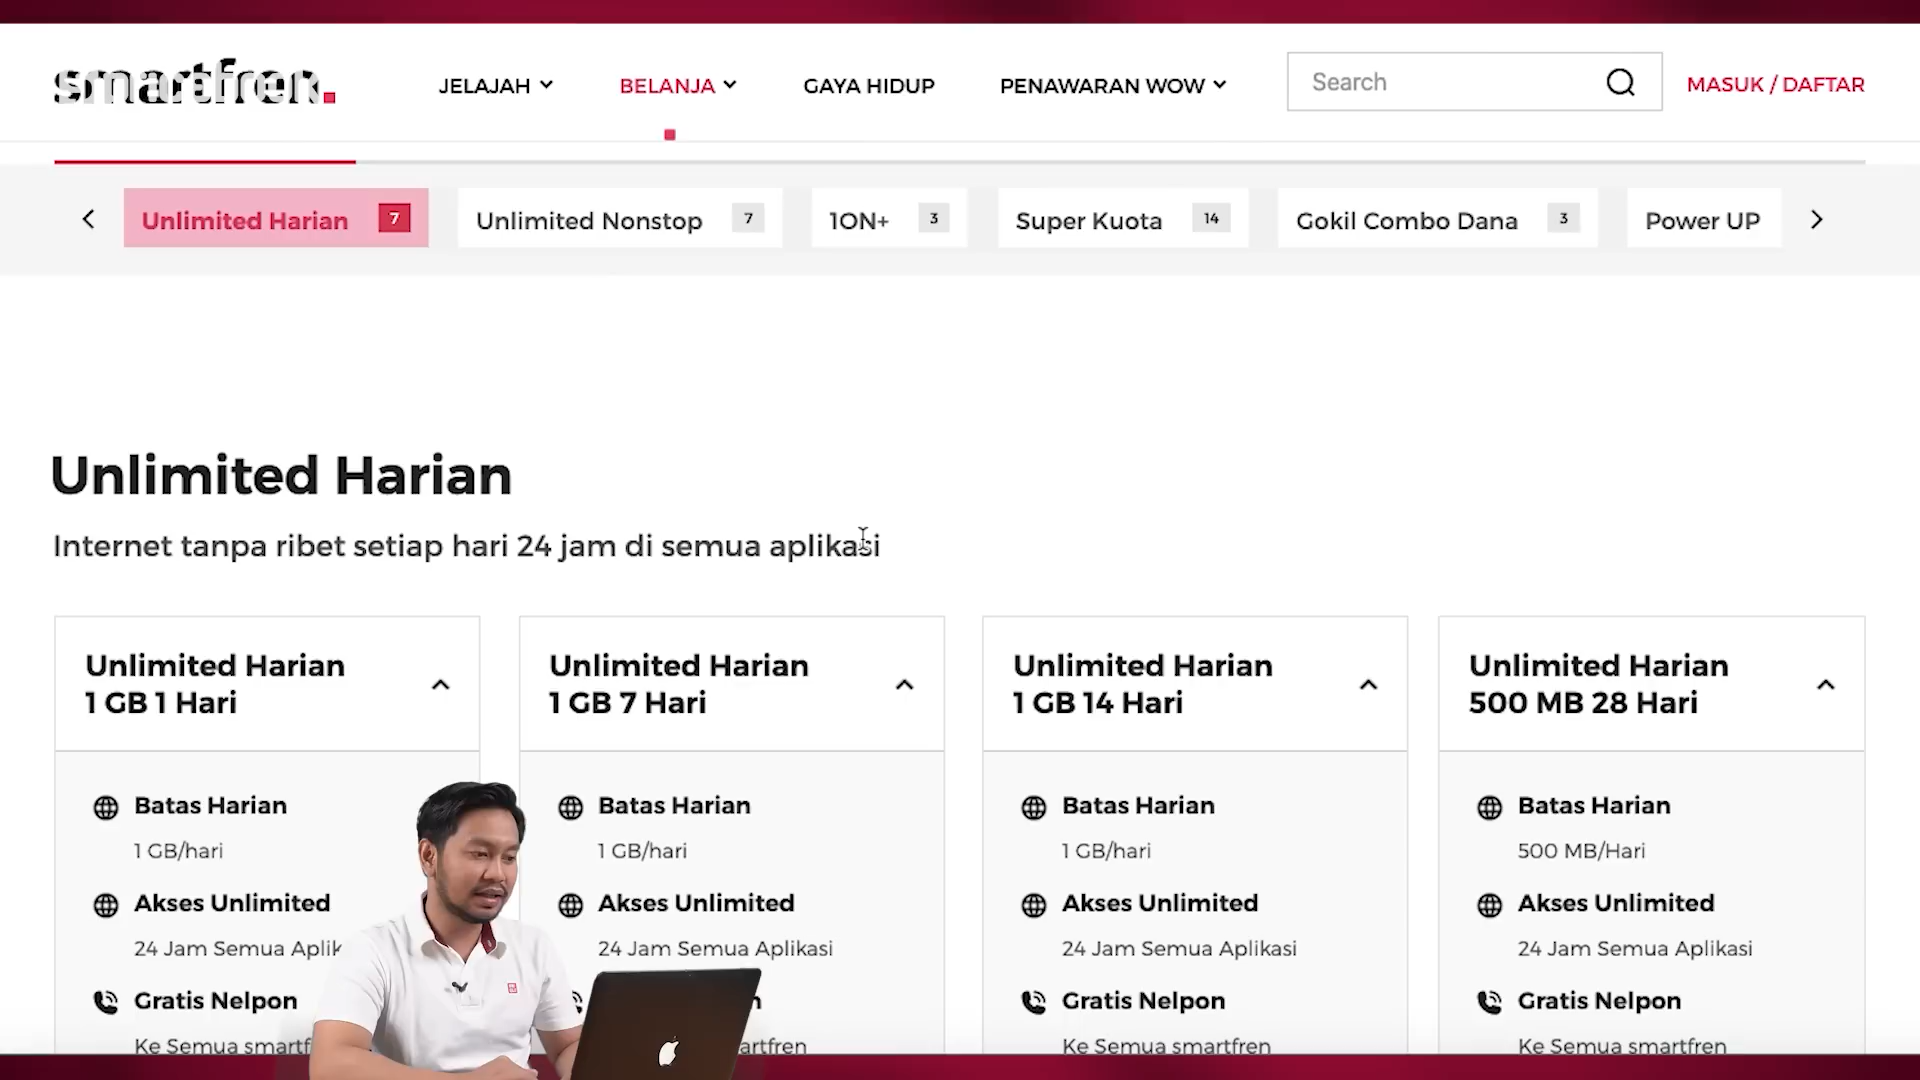 smartfren.
JELAJAH
BELANJA
GAYA HIDUP
PENAWARAN WOW
Search
MASUK / DAFTAR
Unlimited Harian 7
Unlimited Nonstop 7
1ON+ 3
Super Kuota 14
Gokil Combo Dana 3
Power UP
Unlimited Harian
Internet tanpa ribet setiap hari 24 jam di semua aplikasi
Unlimited Harian
1 GB 1 Hari
Batas Harian
1 GB/hari
Akses Unlimited
24 Jam Semua
Gratis Nelpon
Ke Semua
Unlimited Harian
1 GB 7 Hari
Batas Harian
1 GB/hari
Akses Unlimited
24 Jam Semua Aplikasi
Unlimited Harian
1 GB 14 Hari
Batas Harian
1 GB/hari
Akses Unlimited
24 Jam Semua Aplikasi
Gratis Nelpon
Ke Semua smartfren
Unlimited Harian
500 MB 28 Hari
Batas Harian
500 MB/Hari
Akses Unlimited
24 Jam Semua Aplikasi
Gratis Nelpon
Ke Semua smartfren